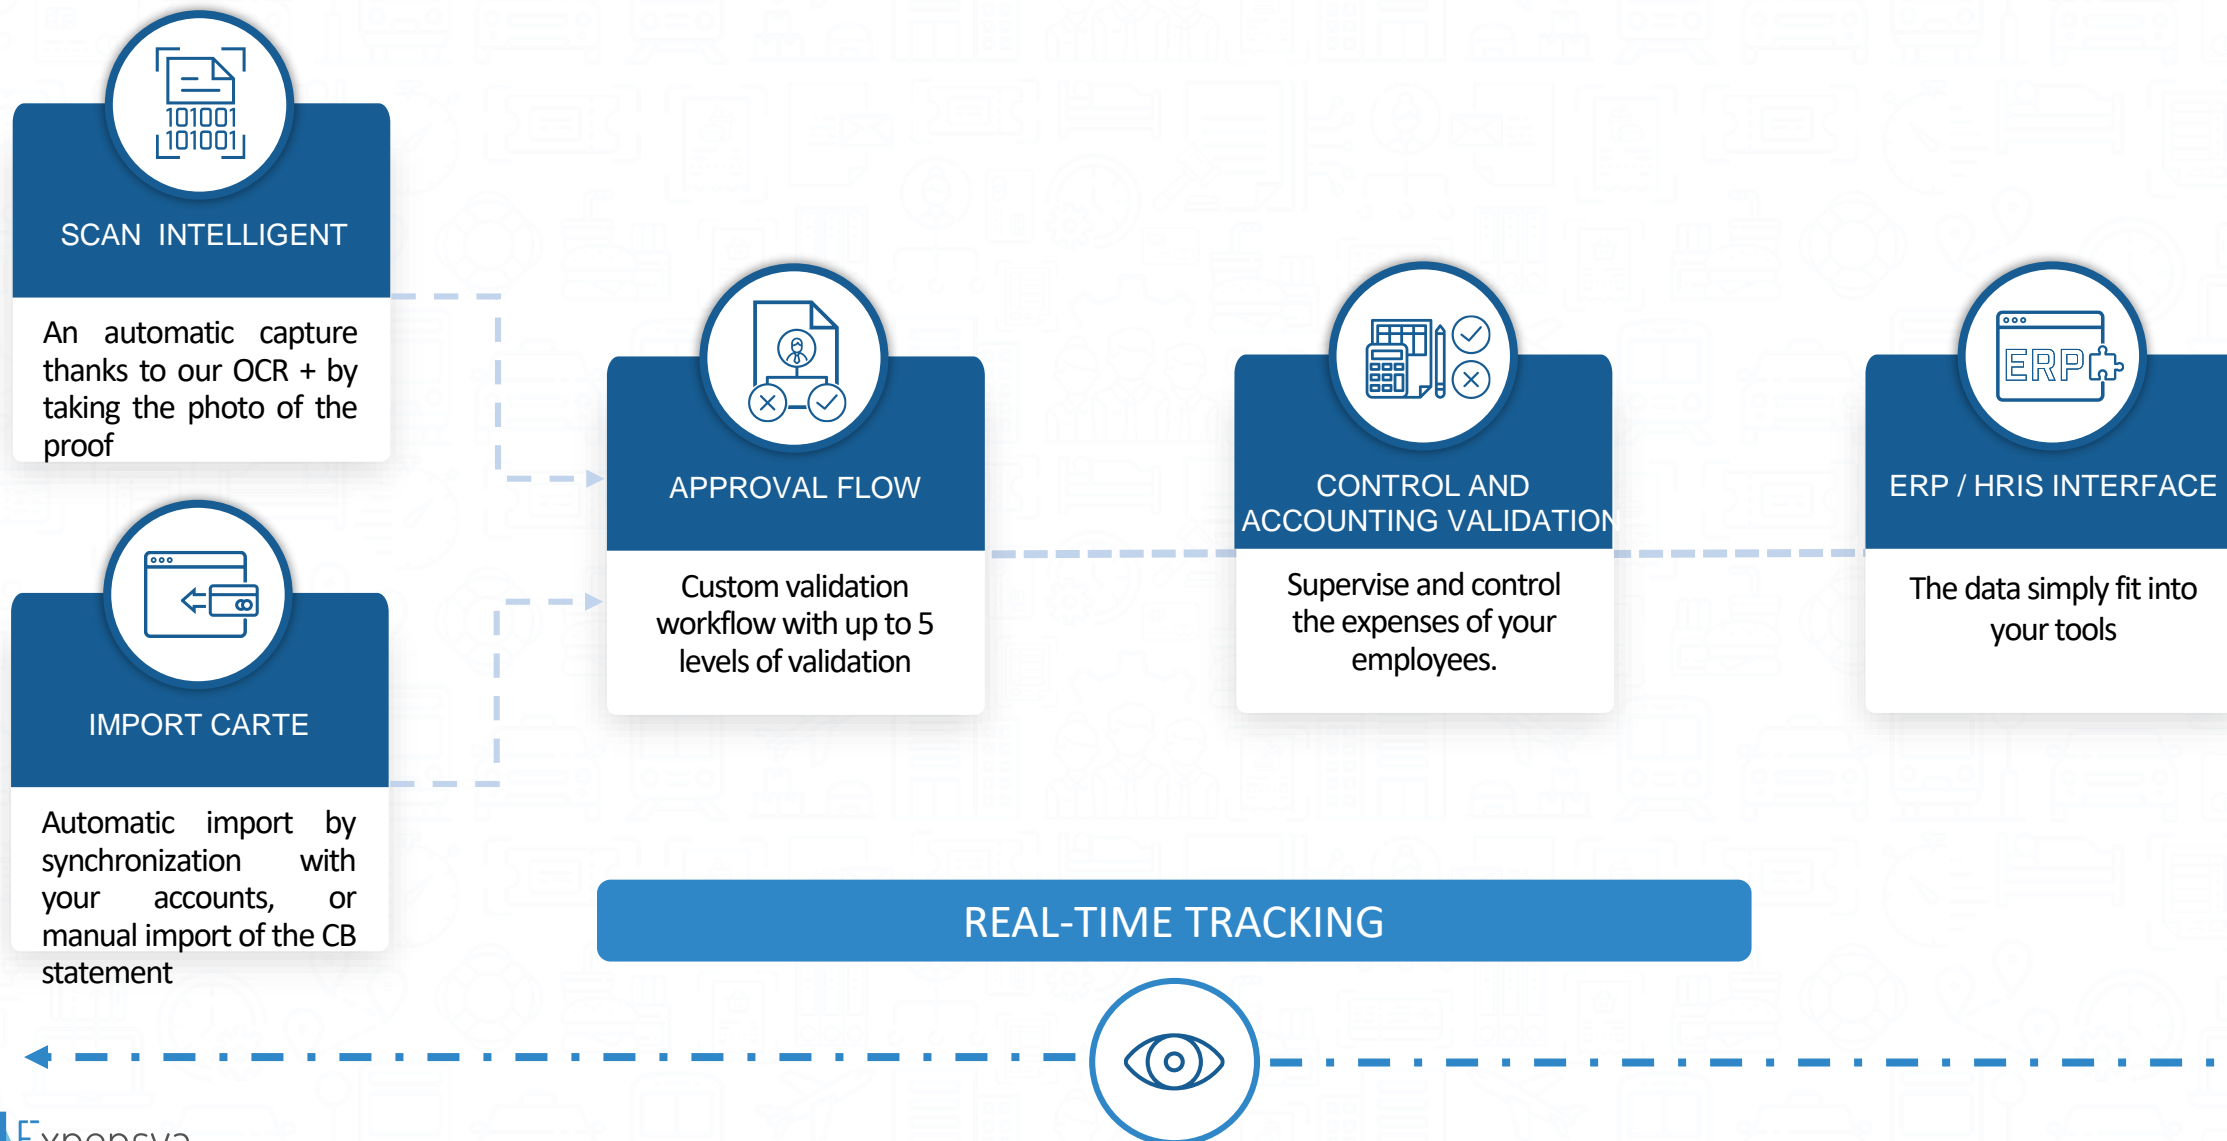 101001
101001
SCAN INTELLIGENT
An automatic capture
thanks to our OCR + by
taking the photo of the
proof
IMPORT CARTE
Automatic import by
synchronization with
your accounts, or
manual import of the CB
statement
APPROVAL FLOW
Custom validation
workflow with up to 5
levels of validation
CONTROL AND
ACCOUNTING VALIDATION
Supervise and control
the expenses of your
employees.
ERP
ERP / HRIS INTERFACE
The data simply fit into
your tools
REAL-TIME TRACKING
Expensya